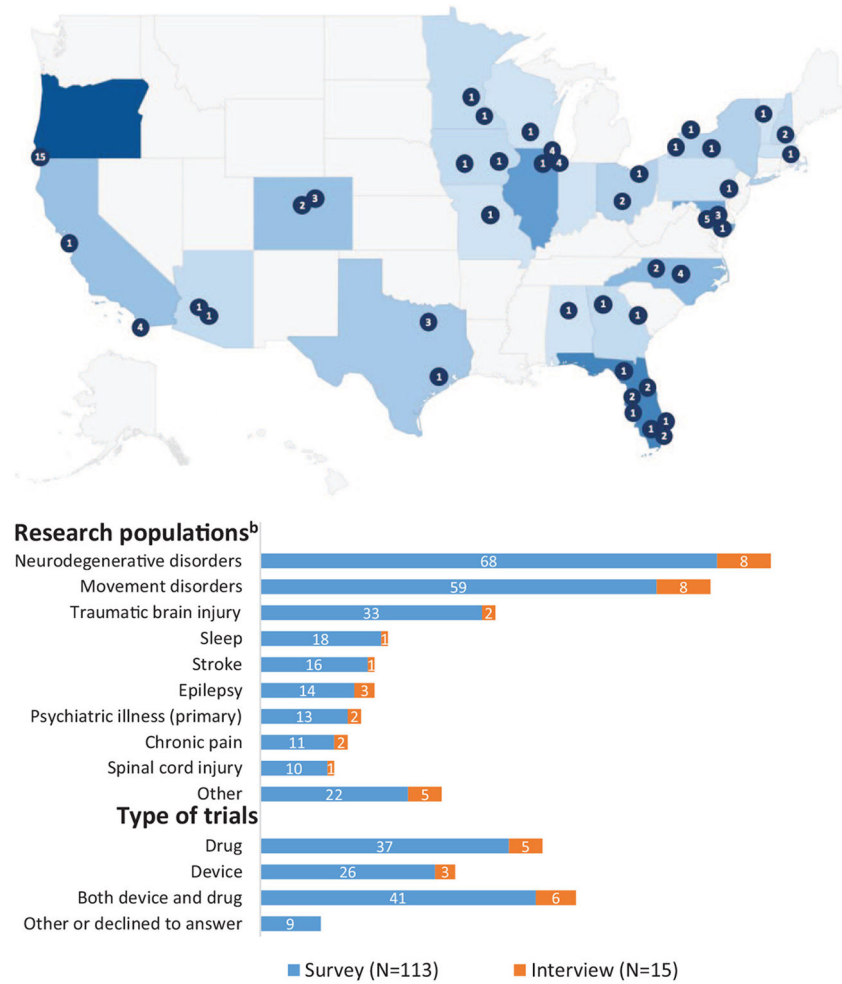 1
1
1
1
1
2
15
4
1
1
1
1
4
1
1
1
1
2
3
2
1
1
5
3
1
1
2
4
1
1
1
1
1
1
4
3
1
1
2
2
1
1
1
2
Research populationsb
Neurodegenerative disorders 68 8
Movement disorders 59 8
Traumatic brain injury 33 2
Sleep 18 1
Stroke 16 1
Epilepsy 14 3
Psychiatric illness (primary) 13 2
Chronic pain 11 2
Spinal cord injury 10 1
Other 22 5
Type of trials
Drug 37 5
Device 26 3
Both device and drug 41 6
Other or declined to answer 9
Survey (N=113) Interview (N=15)